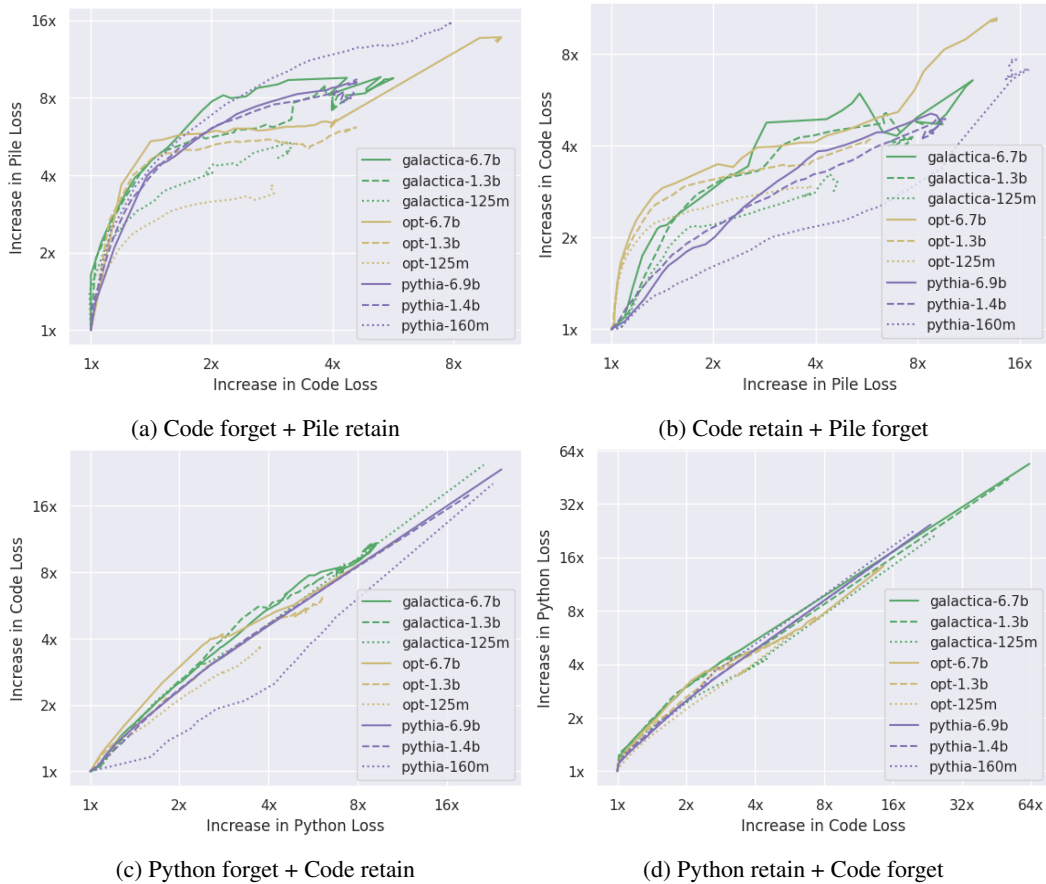 16x
8x
4x
2x
1x
Increase in Pile Loss
galactica-6.7b
galactica-1.3b
galactica-125m
opt-6.7b
opt-1.3b
opt-125m
pythia-6.9b
pythia-1.4b
pythia-160m
1x 2x 4x 8x
Increase in Code Loss
(a) Code forget + Pile retain
8x
4x
2x
1x
Increase in Code Loss
galactica-6.7b
galactica-1.3b
galactica-125m
opt-6.7b
opt-1.3b
opt-125m
pythia-6.9b
pythia-1.4b
pythia-160m
1x 2x 4x 8x 16x
Increase in Pile Loss
(b) Code retain + Pile forget
16x
8x
4x
2x
1x
Increase in Code Loss
galactica-6.7b
galactica-1.3b
galactica-125m
opt-6.7b
opt-1.3b
opt-125m
pythia-6.9b
pythia-1.4b
pythia-160m
1x 2x 4x 8x 16x
Increase in Python Loss
(c) Python forget + Code retain
64x
32x
16x
8x
4x
2x
1x
Increase in Python Loss
galactica-6.7b
galactica-1.3b
galactica-125m
opt-6.7b
opt-1.3b
opt-125m
pythia-6.9b
pythia-1.4b
pythia-160m
1x 2x 4x 8x 16x 32x 64x
Increase in Code Loss
(d) Python retain + Code forget